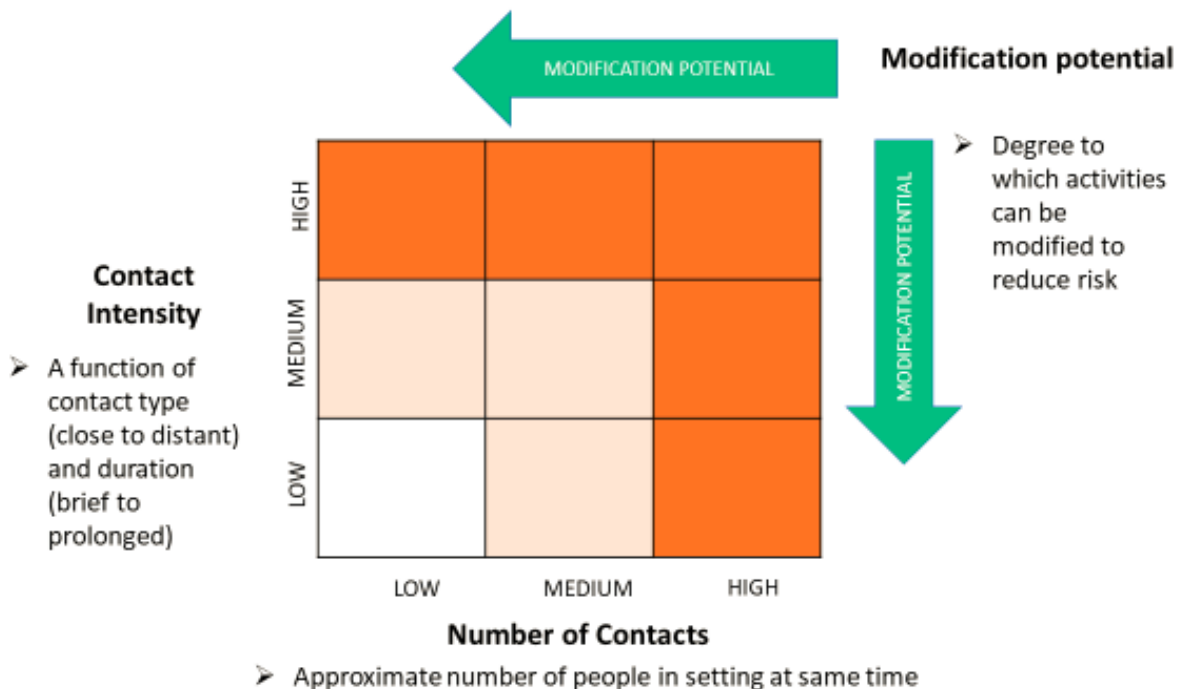 MODIFICATION POTENTIAL
Modification potential
➢ Degree to
which activities
can be
modified to
reduce risk
MODIFICATION POTENTIAL
HIGH
MEDIUM
LOW
Contact
Intensity
➢ A function of
contact type
(close to distant)
and duration
(brief to
prolonged)
LOW MEDIUM HIGH
Number of Contacts
➢ Approximate number of people in setting at same time